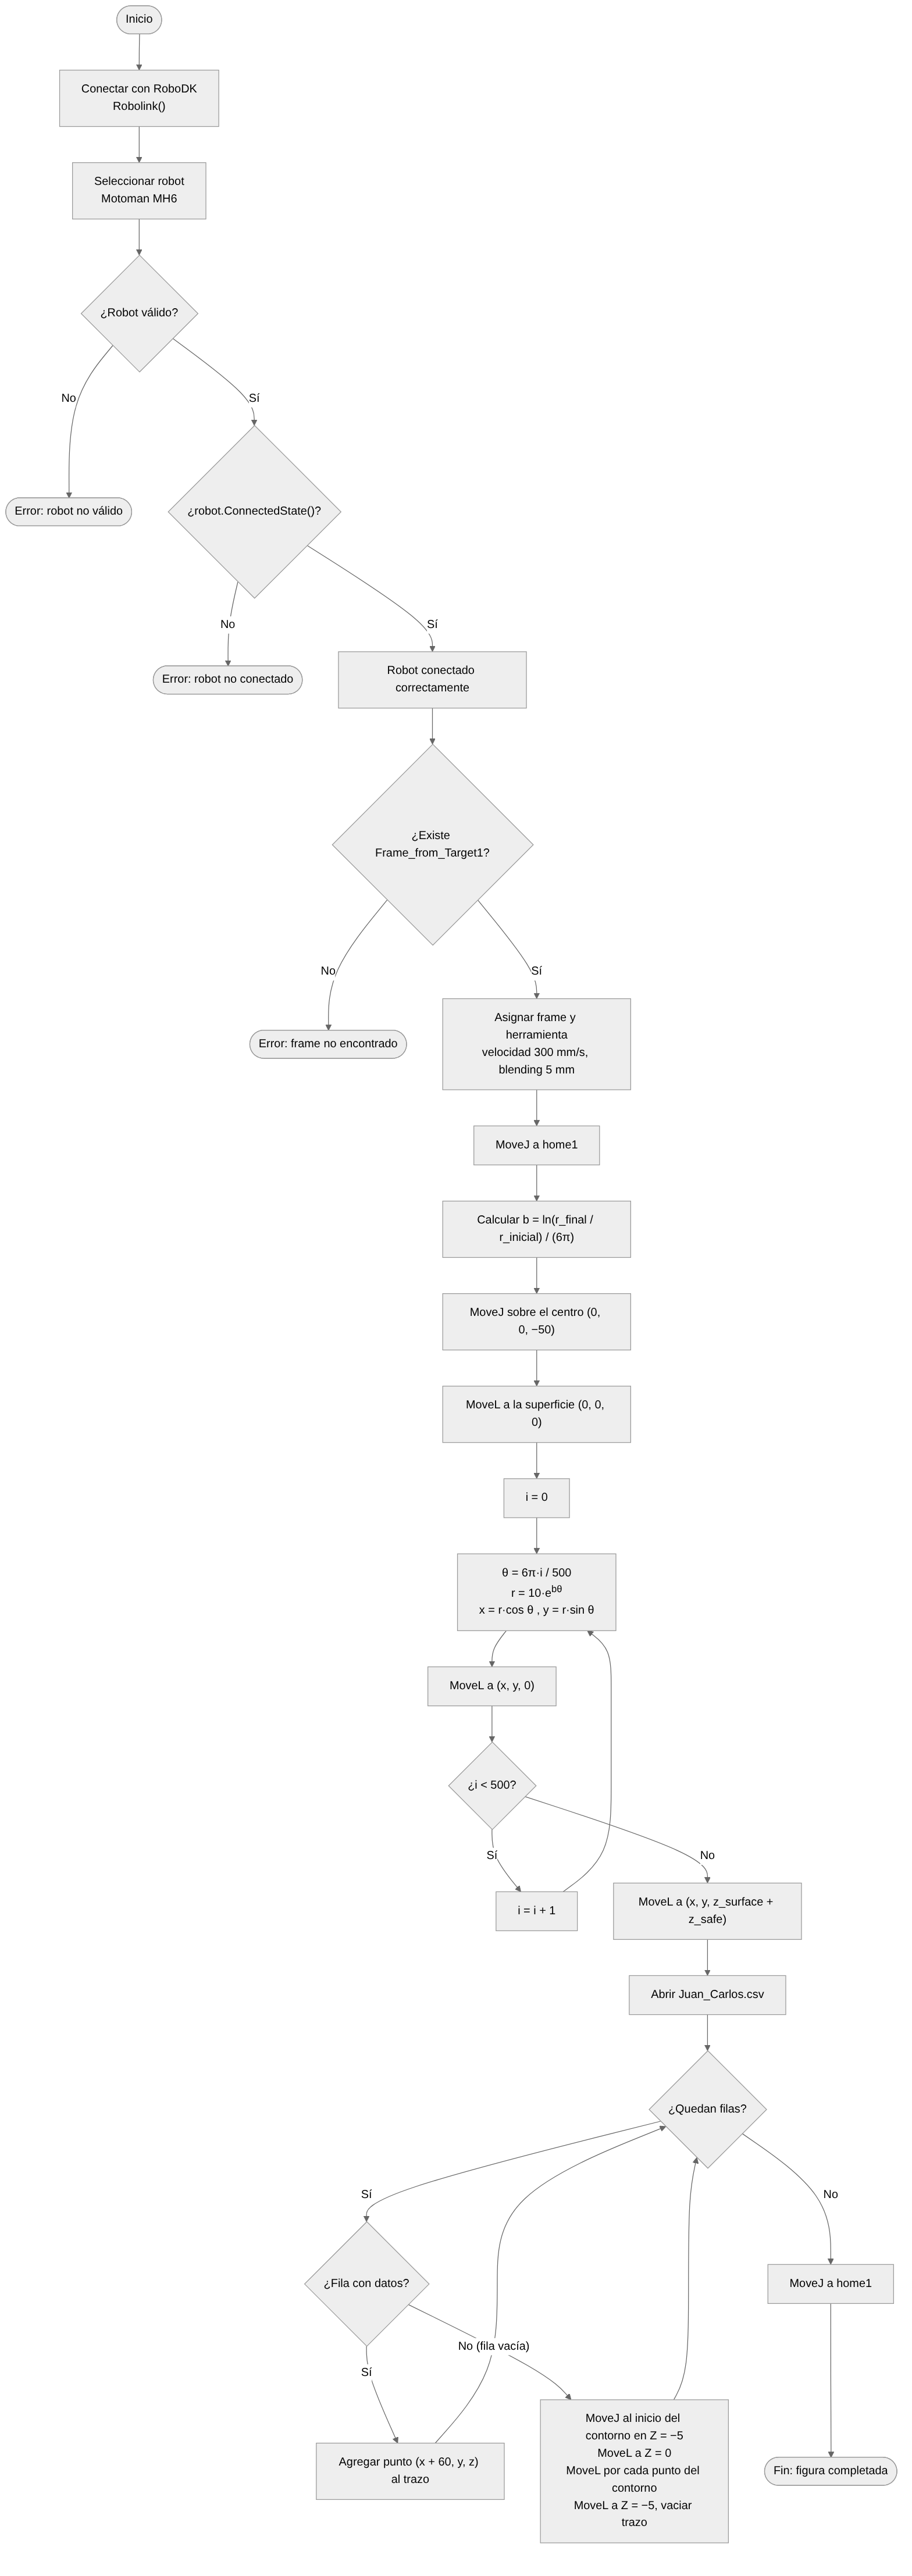 Inicio
Conectar con RoboDK
Robolink()
Seleccionar robot
Motoman MH6
¿Robot válido?
No
Sí
Error: robot no válido
¿robot.ConnectedState()?
No
Sí
Error: robot no conectado
Robot conectado
correctamente
¿Existe
Frame_from_Target1?
No
Sí
Error: frame no encontrado
Asignar frame y
herramienta
velocidad 300 mm/s,
blending 5 mm
MoveJ a home1
Calcular b = ln(r_final /
r_inicial) / (6π)
MoveJ sobre el centro (0,
0, −50)
MoveL a la superficie (0, 0,
0)
i = 0
θ = 6π·i / 500
r = 10·e^bθ
x = r·cos θ , y = r·sin θ
MoveL a (x, y, 0)
¿i < 500?
Sí
No
i = i + 1
MoveL a (x, y, z_surface +
z_safe)
Abrir Juan_Carlos.csv
¿Quedan filas?
Sí
No
¿Fila con datos?
MoveJ a home1
No (fila vacía)
Sí
Agregar punto (x + 60, y, z)
al trazo
MoveJ al inicio del
contorno en Z = −5
MoveL a Z = 0
MoveL por cada punto del
contorno
MoveL a Z = −5, vaciar
trazo
Fin: figura completada